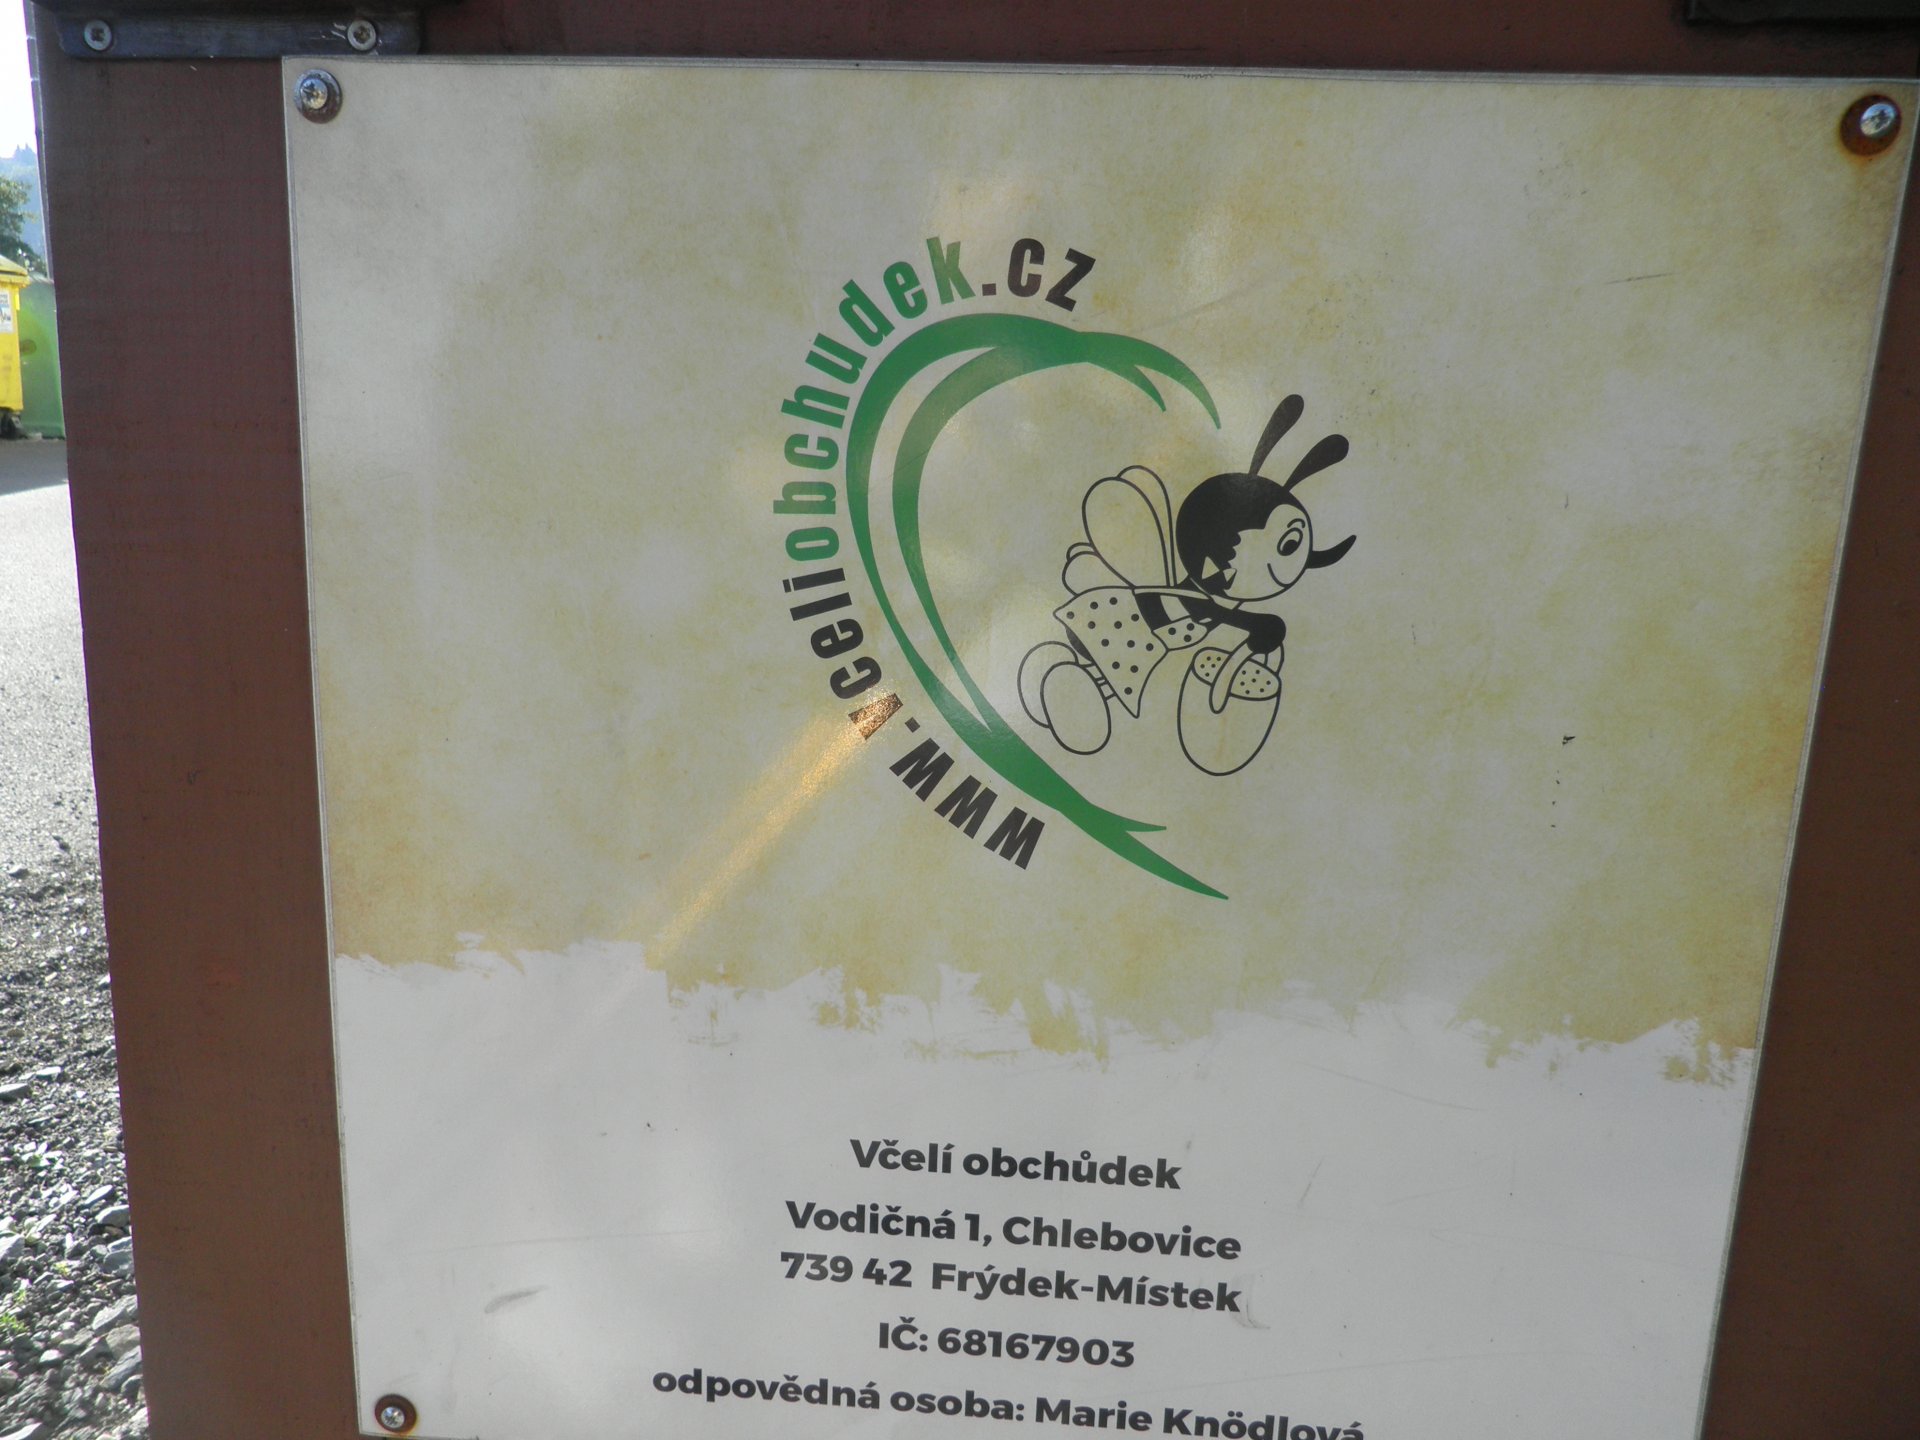 www.vceliobchudek.cz
Včelí obchůdek
Vodičná 1, Chlebovice
739 42 Frýdek-Místek
IČ: 68167903
odpovědná osoba: Marie Knödlová